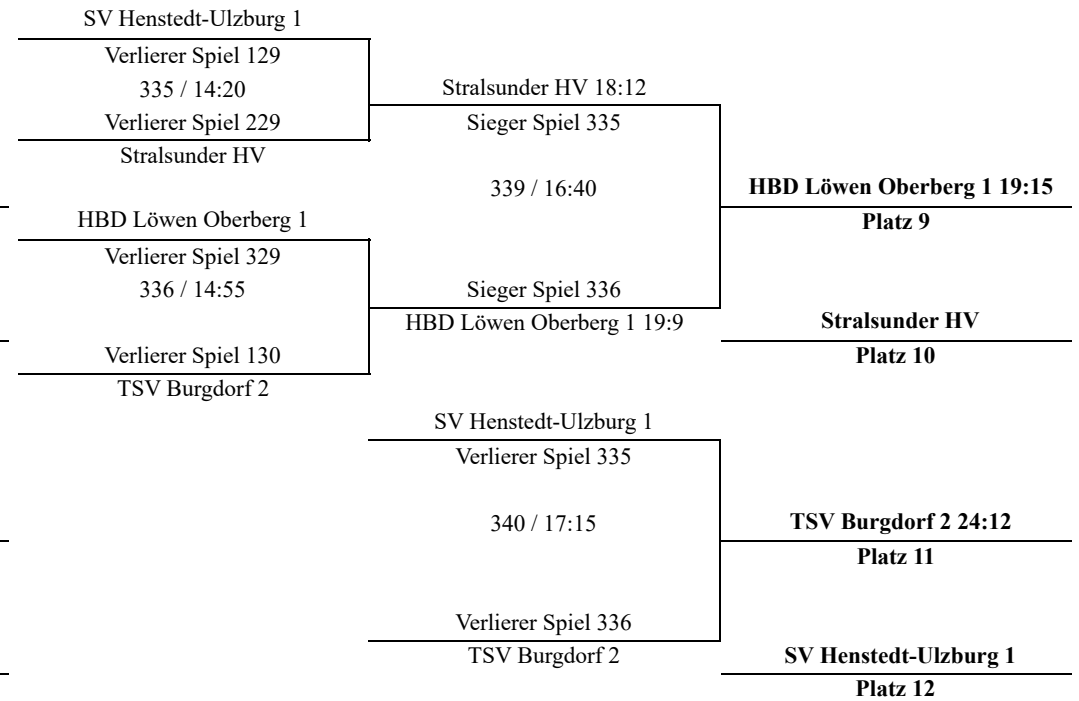 SV Henstedt-Ulzburg 1
Verlierer Spiel 129
335 / 14:20
Verlierer Spiel 229
Stralsunder HV
HBD Löwen Oberberg 1
Verlierer Spiel 329
336 / 14:55
Verlierer Spiel 130
TSV Burgdorf 2
Stralsunder HV 18:12
Sieger Spiel 335
339 / 16:40
Sieger Spiel 336
HBD Löwen Oberberg 1 19:9
SV Henstedt-Ulzburg 1
Verlierer Spiel 335
340 / 17:15
Verlierer Spiel 336
TSV Burgdorf 2
HBD Löwen Oberberg 1 19:15
Platz 9
Stralsunder HV
Platz 10
TSV Burgdorf 2 24:12
Platz 11
SV Henstedt-Ulzburg 1
Platz 12